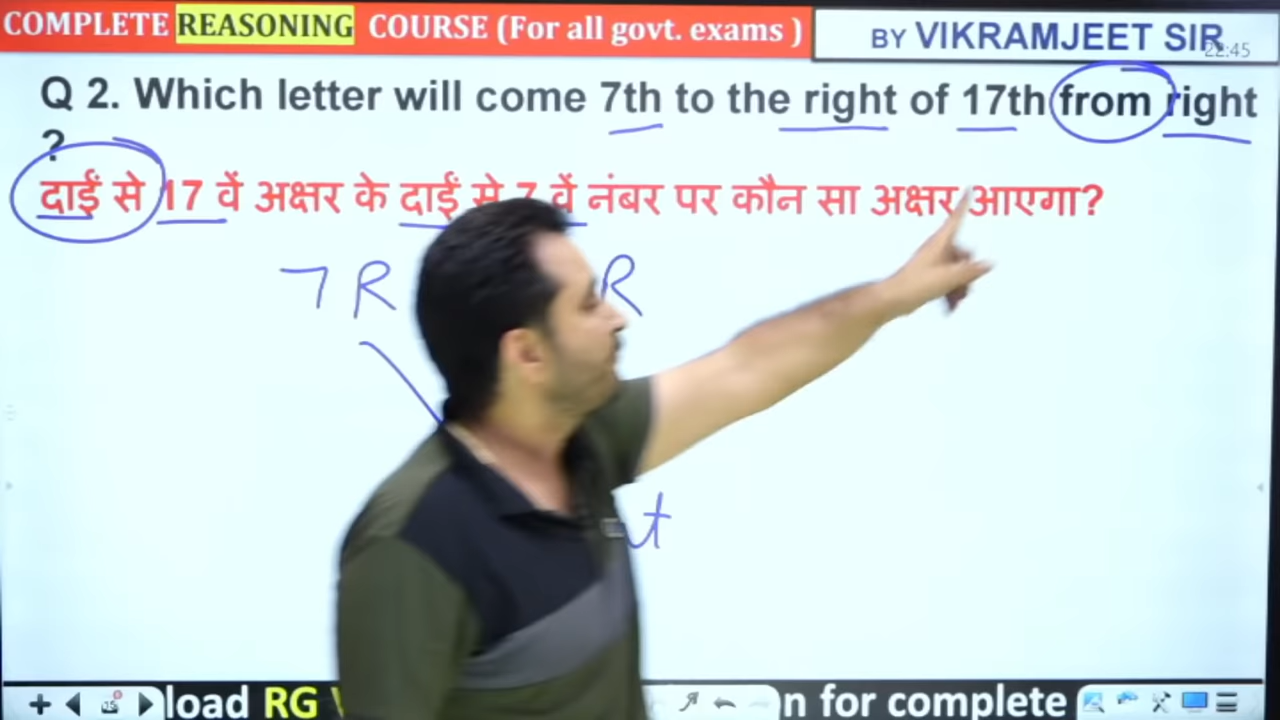 COMPLETE REASONING COURSE (For all govt. exams )
BY VIKRAMJEET SIR
22:45
Q 2. Which letter will come 7th to the right of 17th from right
?
दाईं से 17 वें अक्षर के दाईं से 7 वें नंबर पर कौन सा अक्षर आएगा?
7 R R
load RG
n for complete